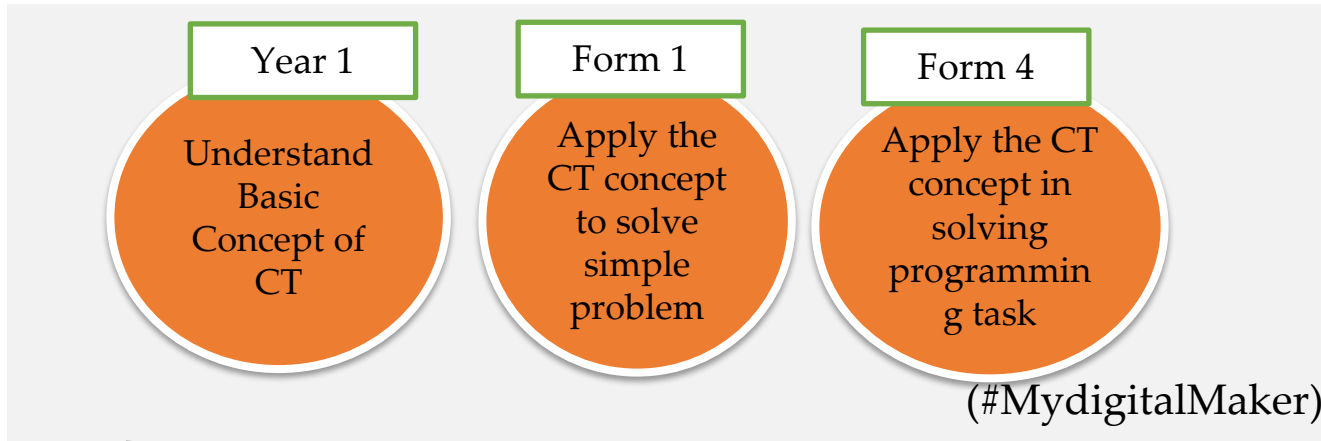 Year 1
Understand
Basic
Concept of
CT
Form 1
Apply the
CT concept
to solve
simple
problem
Form 4
Apply the CT
concept in
solving
programmin
g task
(#MydigitalMaker)